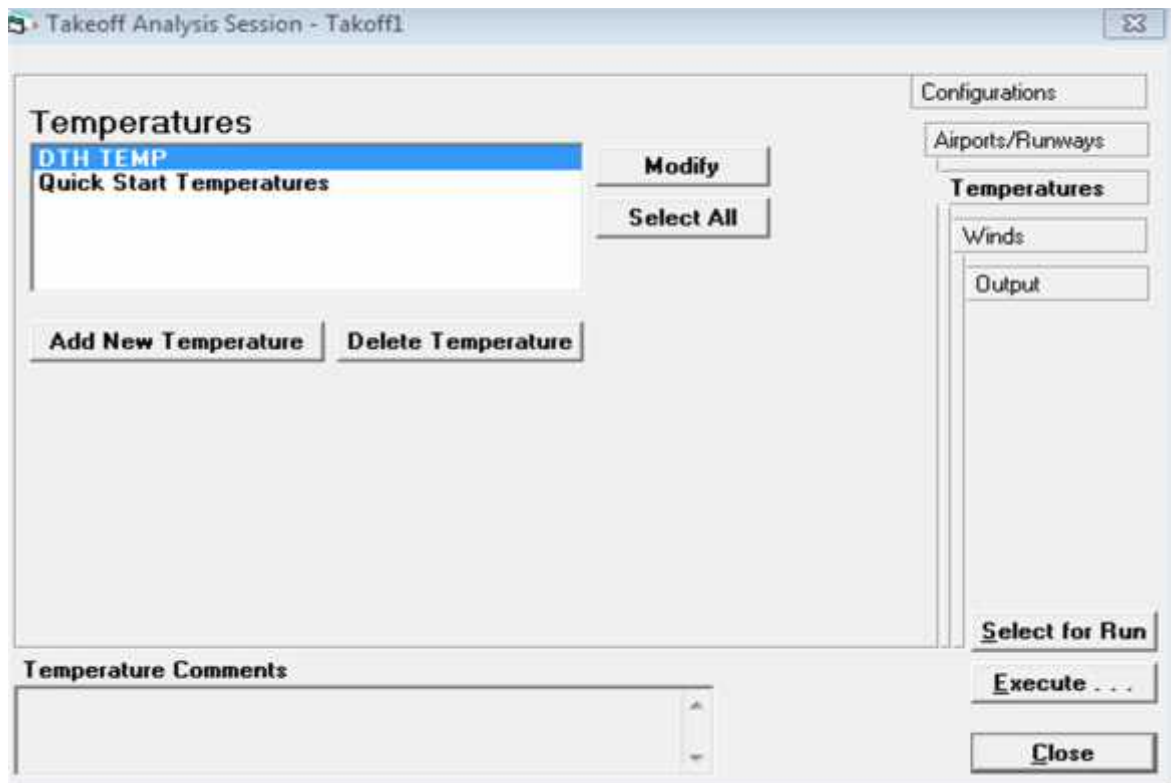 Takeoff Analysis Session - Takoff1
Configurations
Airports/Runways
Temperatures
Winds
Output
Temperatures
DTH TEMP
Quick Start Temperatures
Modify
Select All
Add New Temperature Delete Temperature
Select for Run
Temperature Comments
Execute . . .
Close